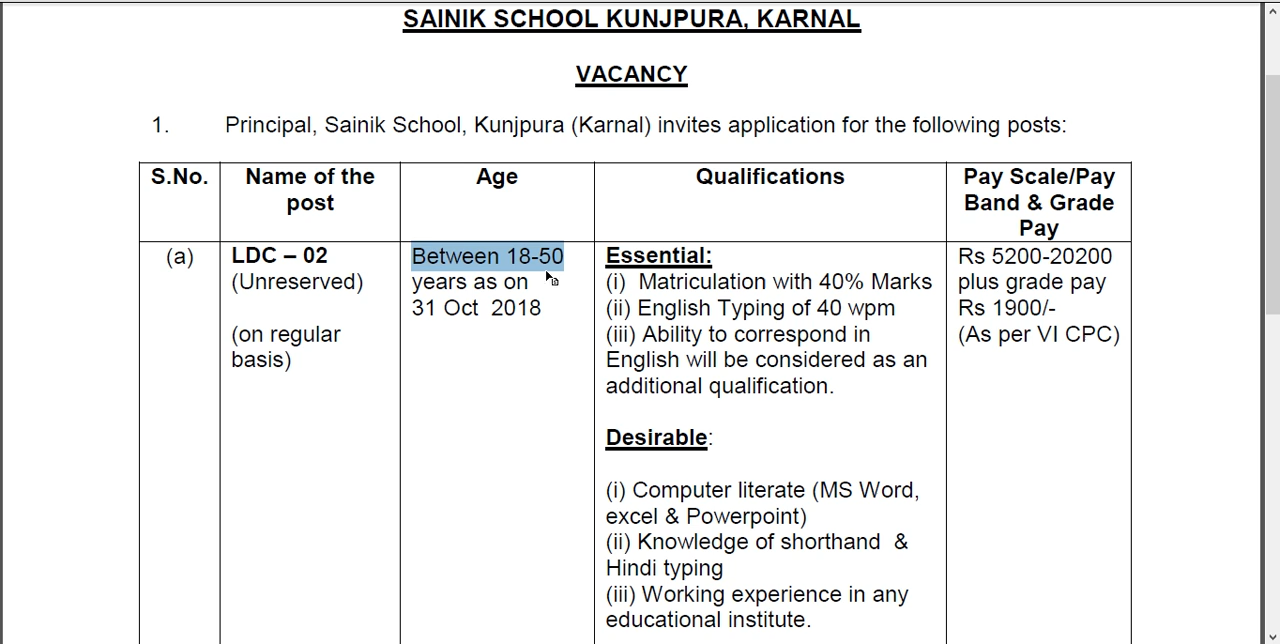 SAINIK SCHOOL KUNJPURA, KARNAL
VACANCY
1. Principal, Sainik School, Kunjpura (Karnal) invites application for the following posts:
S.No.
Name of the
post
Age
Qualifications
Pay Scale/Pay
Band & Grade
Pay
(a)
LDC – 02
(Unreserved)
(on regular
basis)
Between 18-50
years as on
31 Oct 2018
Essential:
(i) Matriculation with 40% Marks
(ii) English Typing of 40 wpm
(iii) Ability to correspond in
English will be considered as an
additional qualification.
Desirable:
(i) Computer literate (MS Word,
excel & Powerpoint)
(ii) Knowledge of shorthand &
Hindi typing
(iii) Working experience in any
educational institute.
Rs 5200-20200
plus grade pay
Rs 1900/-
(As per VI CPC)